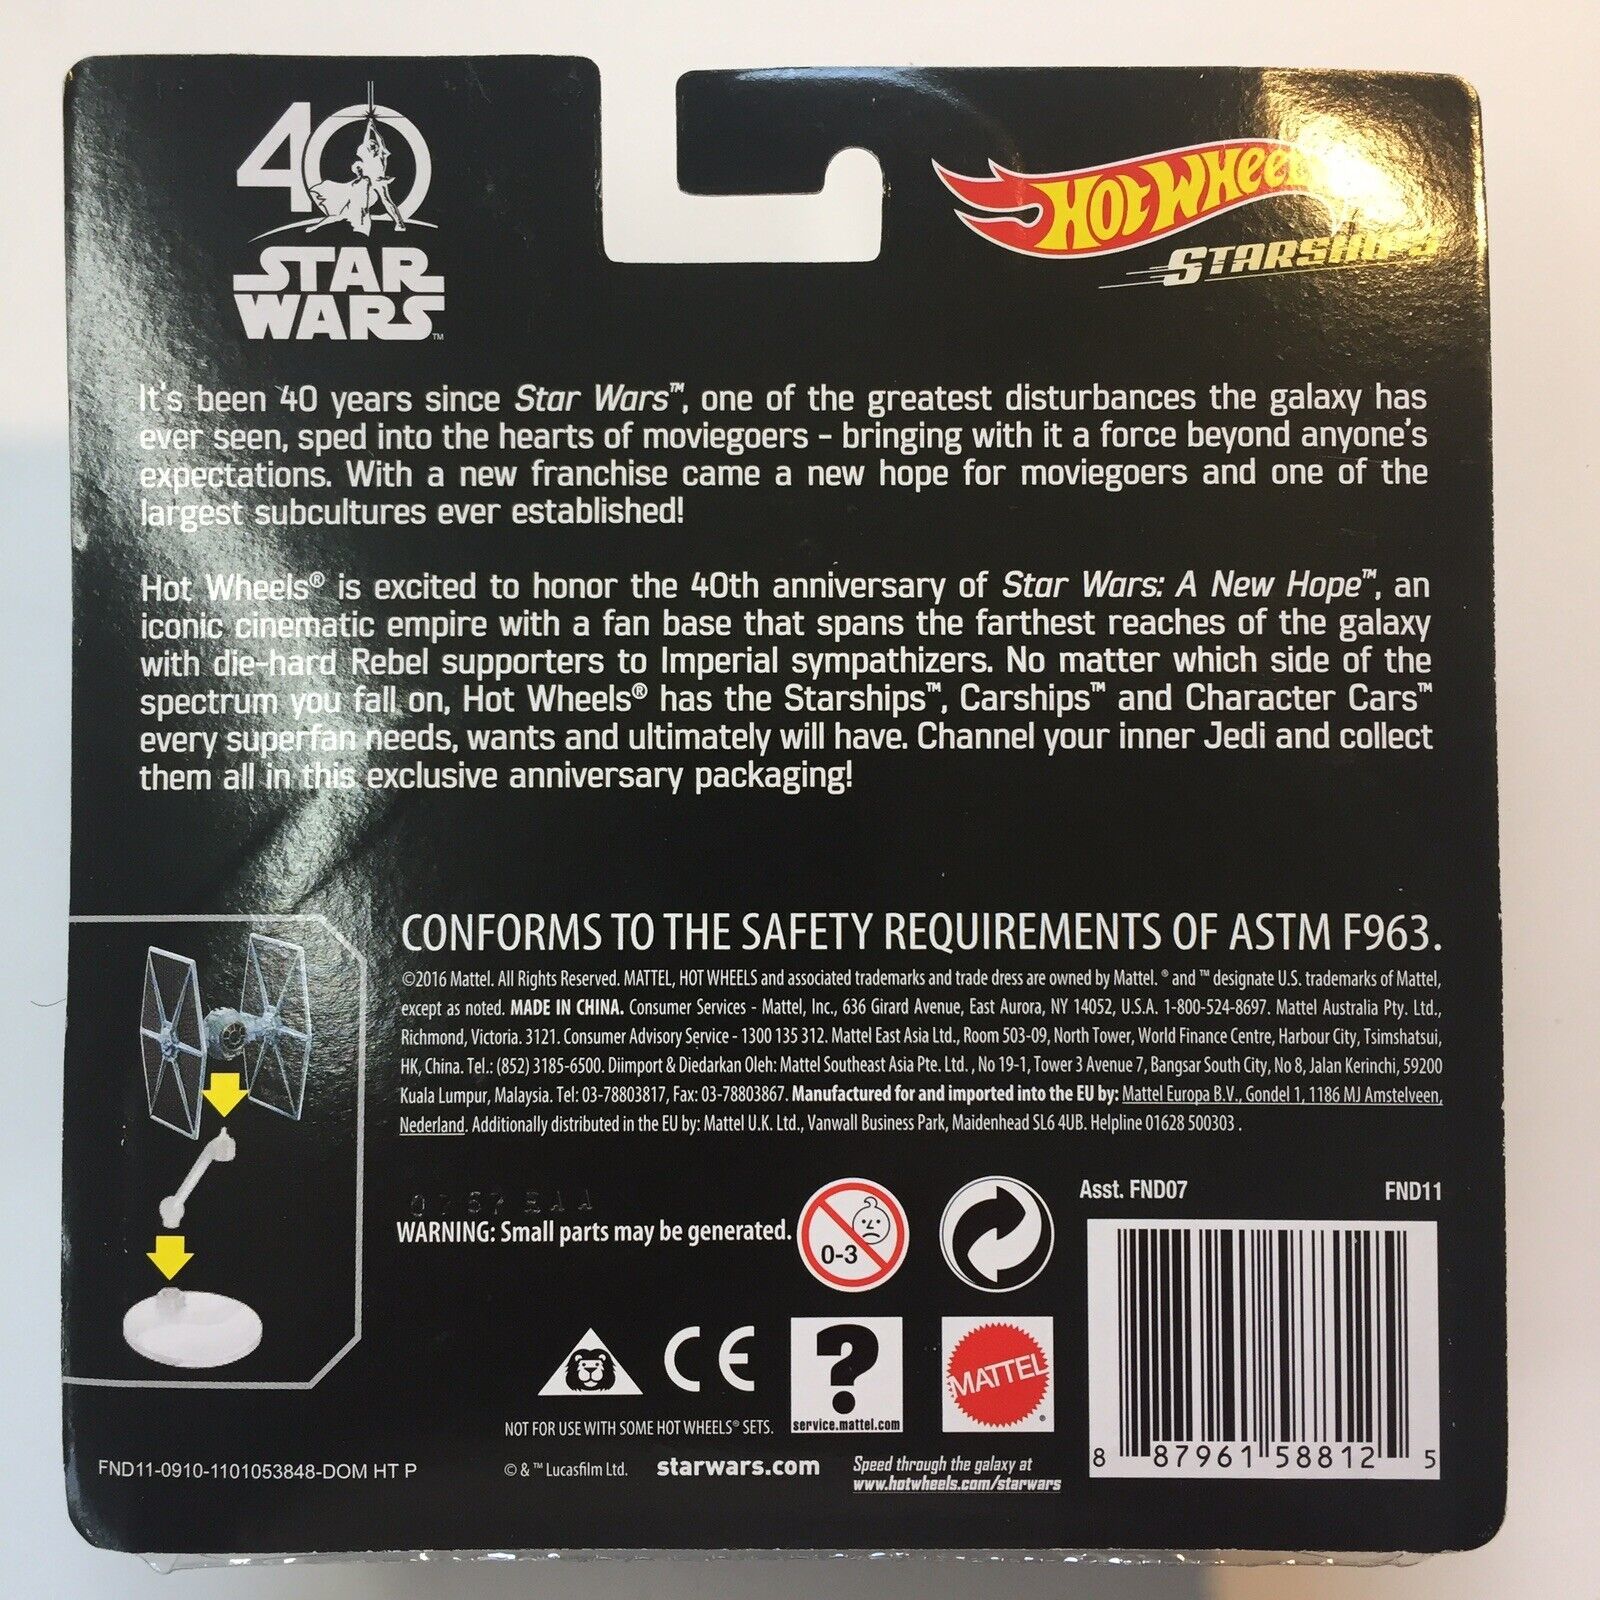 40
STAR
WARS™
HOT WHEELS
STARSHIPS
It's been 40 years since Star Wars™, one of the greatest disturbances the galaxy has
ever seen, sped into the hearts of moviegoers – bringing with it a force beyond anyone's
expectations. With a new franchise came a new hope for moviegoers and one of the
largest subcultures ever established!
Hot Wheels® is excited to honor the 40th anniversary of Star Wars: A New Hope™, an
iconic cinematic empire with a fan base that spans the farthest reaches of the galaxy
with die-hard Rebel supporters to Imperial sympathizers. No matter which side of the
spectrum you fall on, Hot Wheels® has the Starships™, Carships™ and Character Cars™
every superfan needs, wants and ultimately will have. Channel your inner Jedi and collect
them all in this exclusive anniversary packaging!
CONFORMS TO THE SAFETY REQUIREMENTS OF ASTM F963.
©2016 Mattel. All Rights Reserved. MATTEL, HOT WHEELS and associated trademarks and trade dress are owned by Mattel. ® and ™ designate U.S. trademarks of Mattel,
except as noted. MADE IN CHINA. Consumer Services - Mattel, Inc., 636 Girard Avenue, East Aurora, NY 14052, U.S.A. 1-800-524-8697. Mattel Australia Pty. Ltd.,
Richmond, Victoria. 3121. Consumer Advisory Service - 1300 135 312. Mattel East Asia Ltd., Room 503-09, North Tower, World Finance Centre, Harbour City, Tsimshatsui,
HK, China. Tel.: (852) 3185-6500. Diimport & Diedarkan Oleh: Mattel Southeast Asia Pte. Ltd. , No 19-1, Tower 3 Avenue 7, Bangsar South City, No 8, Jalan Kerinchi, 59200
Kuala Lumpur, Malaysia. Tel: 03-78803817, Fax: 03-78803867. Manufactured for and imported into the EU by: Mattel Europa B.V., Gondel 1, 1186 MJ Amstelveen,
Nederland. Additionally distributed in the EU by: Mattel U.K. Ltd., Vanwall Business Park, Maidenhead SL6 4UB. Helpline 01628 500303 .
WARNING: Small parts may be generated.
0-3
Asst. FND07 FND11
CE
?
service.mattel.com
MATTEL®
NOT FOR USE WITH SOME HOT WHEELS® SETS.
8 87961 58812 5
FND11-0910-1101053848-DOM HT P
© & ™ Lucasfilm Ltd. starwars.com
Speed through the galaxy at
www.hotwheels.com/starwars